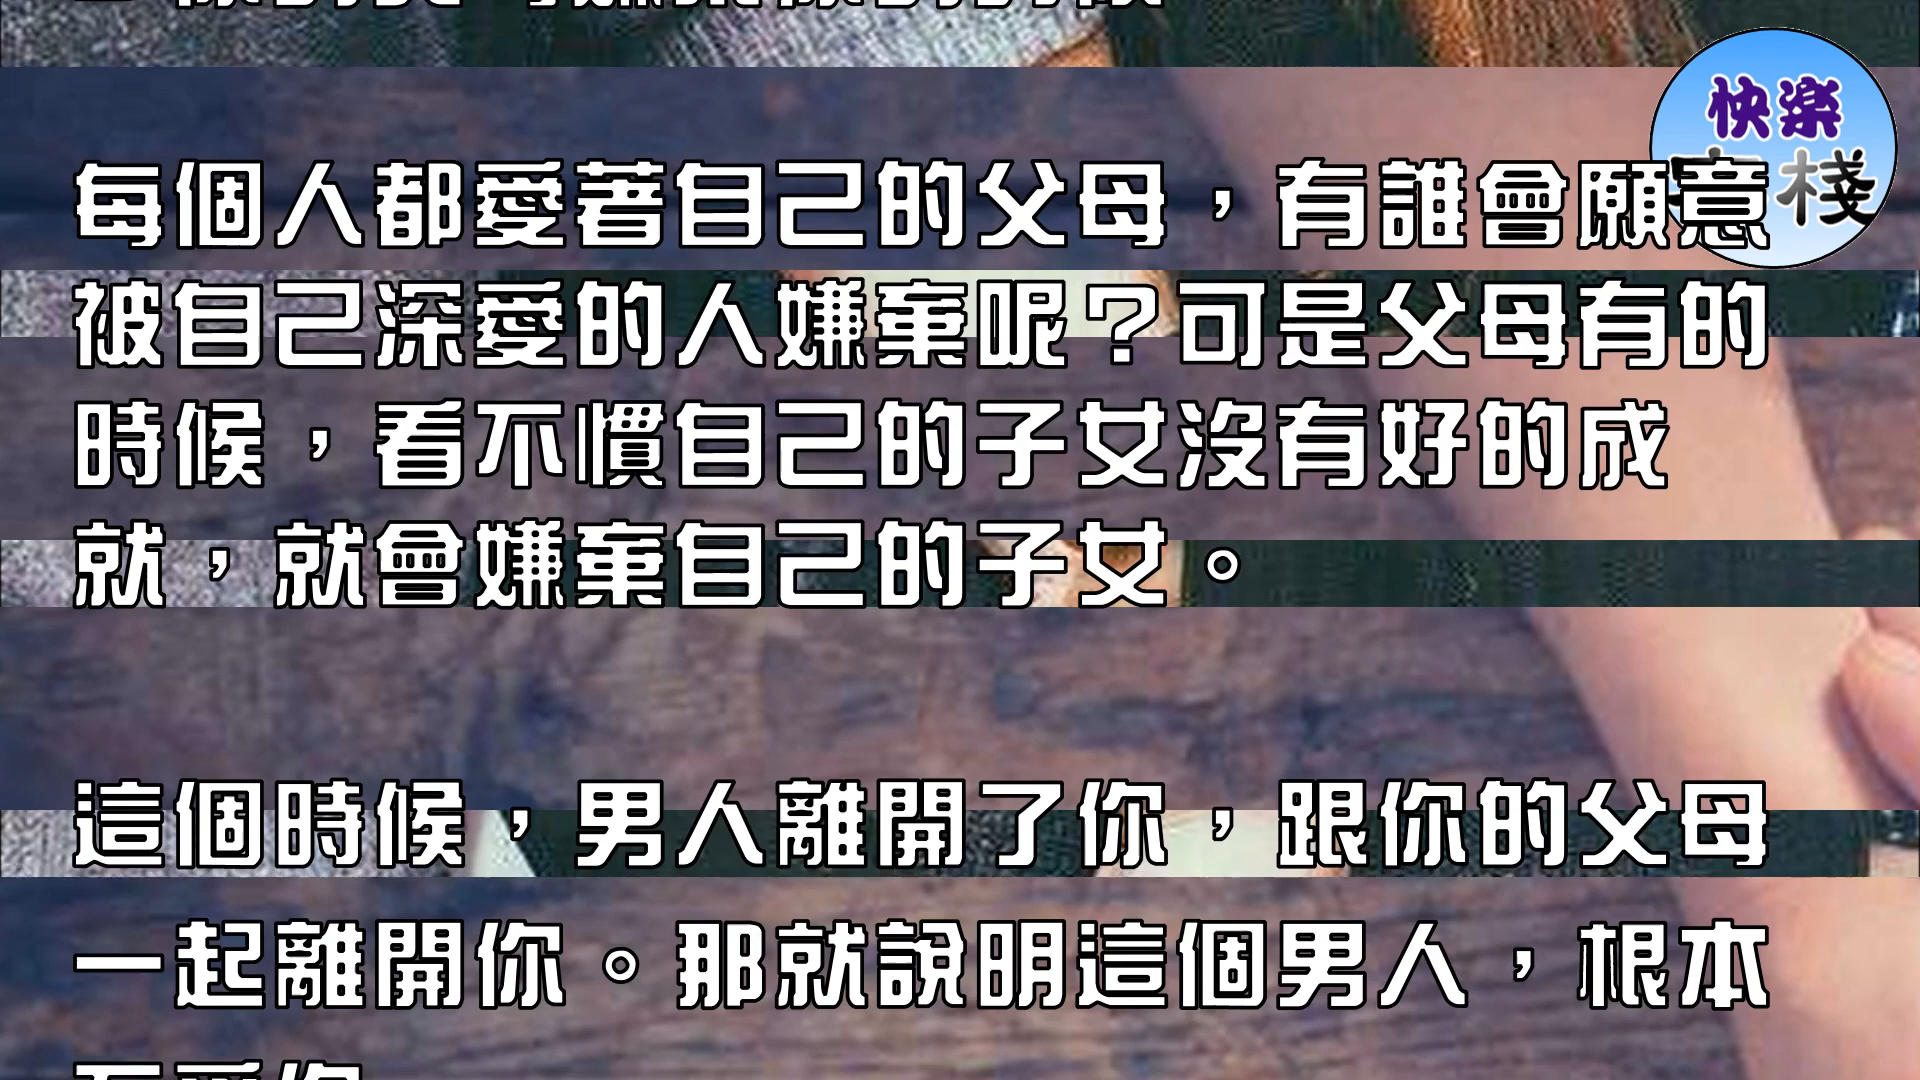 快楽
客栈
每個人都愛著自己的父母，有誰會願意
被自己深愛的人嫌棄呢？可是父母有的
時候，看不慣自己的子女沒有好的成
就，就會嫌棄自己的子女。
這個時候，男人離開了你，跟你的父母
一起離開你。那就說明這個男人，根本